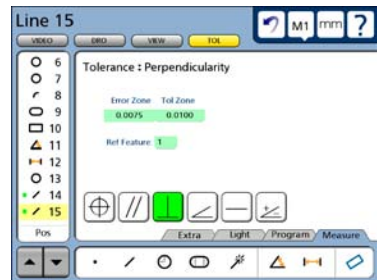 Line 15
M1
mm
?
VIDEO
DRO
VIEW
TOL
6
7
8
9
10
11
12
13
14
15
Pos
Tolerance : Perpendicularity
Error Zone Tol Zone
0.0075 0.0100
Ref Feature 1
Extra Light Program Measure